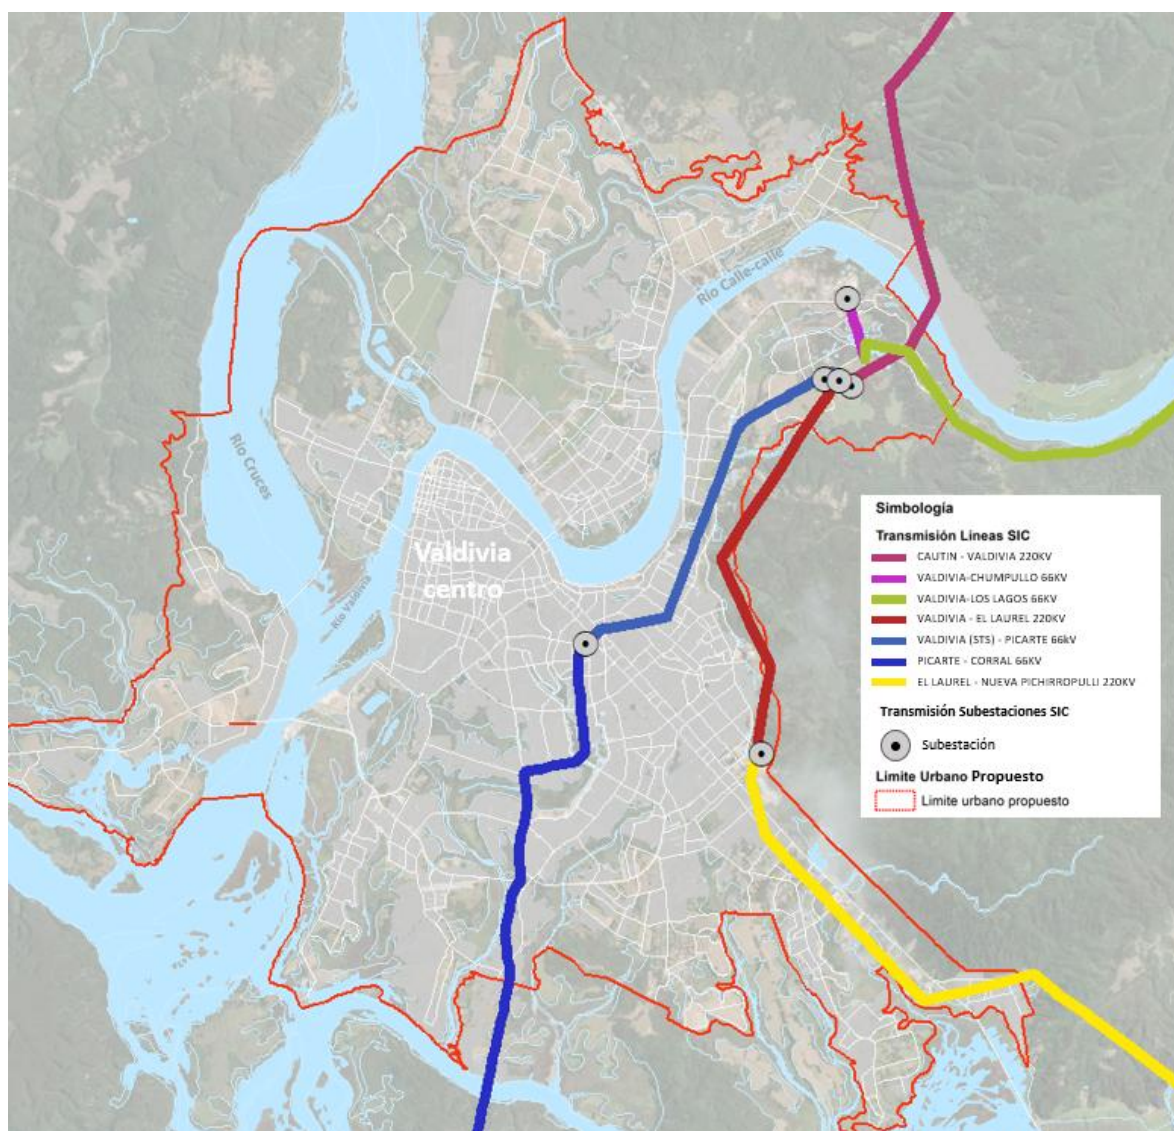 Río Calle-calle
Río Cruces
Valdivia
centro
Río Valdivia
Simbología
Transmisión Líneas SIC
CAUTIN - VALDIVIA 220KV
VALDIVIA-CHUMPULLO 66KV
VALDIVIA-LOS LAGOS 66KV
VALDIVIA - EL LAUREL 220KV
VALDIVIA (STS) - PICARTE 66kV
PICARTE - CORRAL 66KV
EL LAUREL - NUEVA PICHIRROPULLI 220KV
Transmisión Subestaciones SIC
Subestación
Limite Urbano Propuesto
Limite urbano propuesto